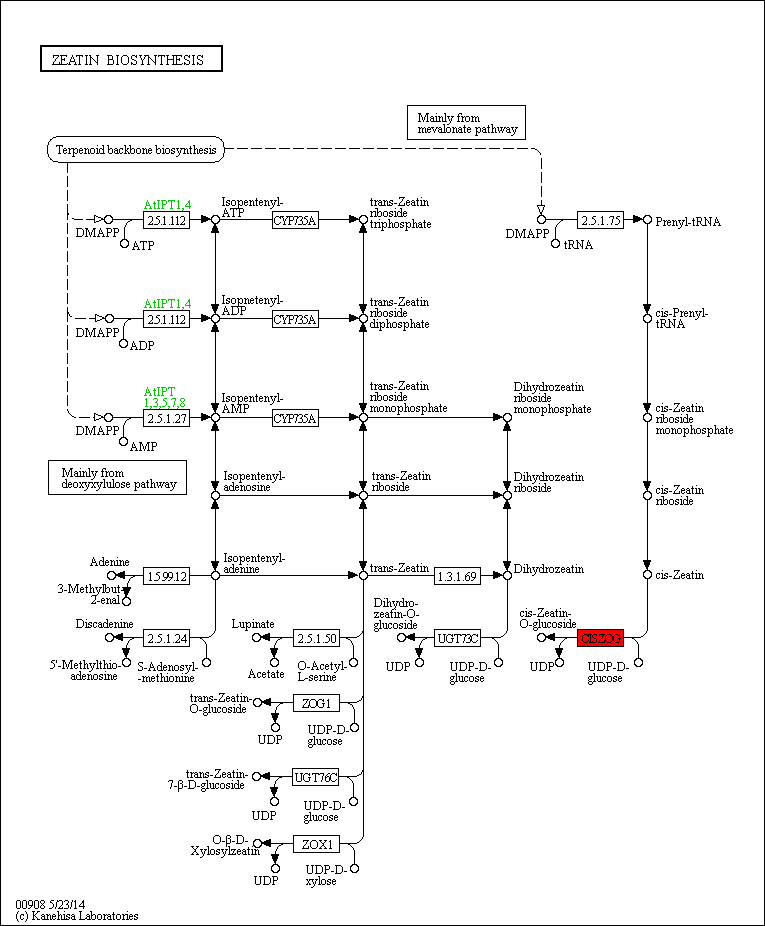 ZEATIN BIOSYNTHESIS
Mainly from
mevalonate pathway
Terpenoid backbone biosynthesis
AtIPT1,4
2.5.1.112
DMAPP
ATP
Isopentenyl-
ATP
CYP735A
trans-Zeatin
riboside
triphosphate
DMAPP
tRNA
2.5.1.75
Prenyl-tRNA
AtIPT1,4
2.5.1.112
DMAPP
ADP
Isopnetenyl-
ADP
CYP735A
trans-Zeatin
riboside
diphosphate
cis-Prenyl-
tRNA
AtIPT
1,3,5,7,8
2.5.1.27
DMAPP
AMP
Isopentenyl-
AMP
CYP735A
trans-Zeatin
riboside
monophosphate
Dihydrozeatin
riboside
monophosphate
cis-Zeatin
riboside
monophosphate
Mainly from
deoxyxylulose pathway
Isopentenyl-
adenosine
trans-Zeatin
riboside
Dihydrozeatin
riboside
cis-Zeatin
riboside
Adenine
1.5.99.12
3-Methylbut-
2-enal
Isopentenyl-
adenine
trans-Zeatin
1.3.1.69
Dihydrozeatin
cis-Zeatin
Discadenine
2.5.1.24
5'-Methylthio-
adenosine
S-Adenosyl-
-methionine
Lupinate
2.5.1.50
Acetate
O-Acetyl-
L-serine
Dihydro-
zeatin-O-
glucoside
UGT73C
UDP
UDP-D-
glucose
cis-Zeatin-
O-glucoside
CISZOG
UDP
UDP-D-
glucose
trans-Zeatin-
O-glucoside
ZOG1
UDP
UDP-D-
glucose
trans-Zeatin-
7-β-D-glucoside
UGT76C
UDP
UDP-D-
glucose
O-β-D-
Xylosylzeatin
ZOX1
UDP
UDP-D-
xylose
00908 5/23/14
(c) Kanehisa Laboratories